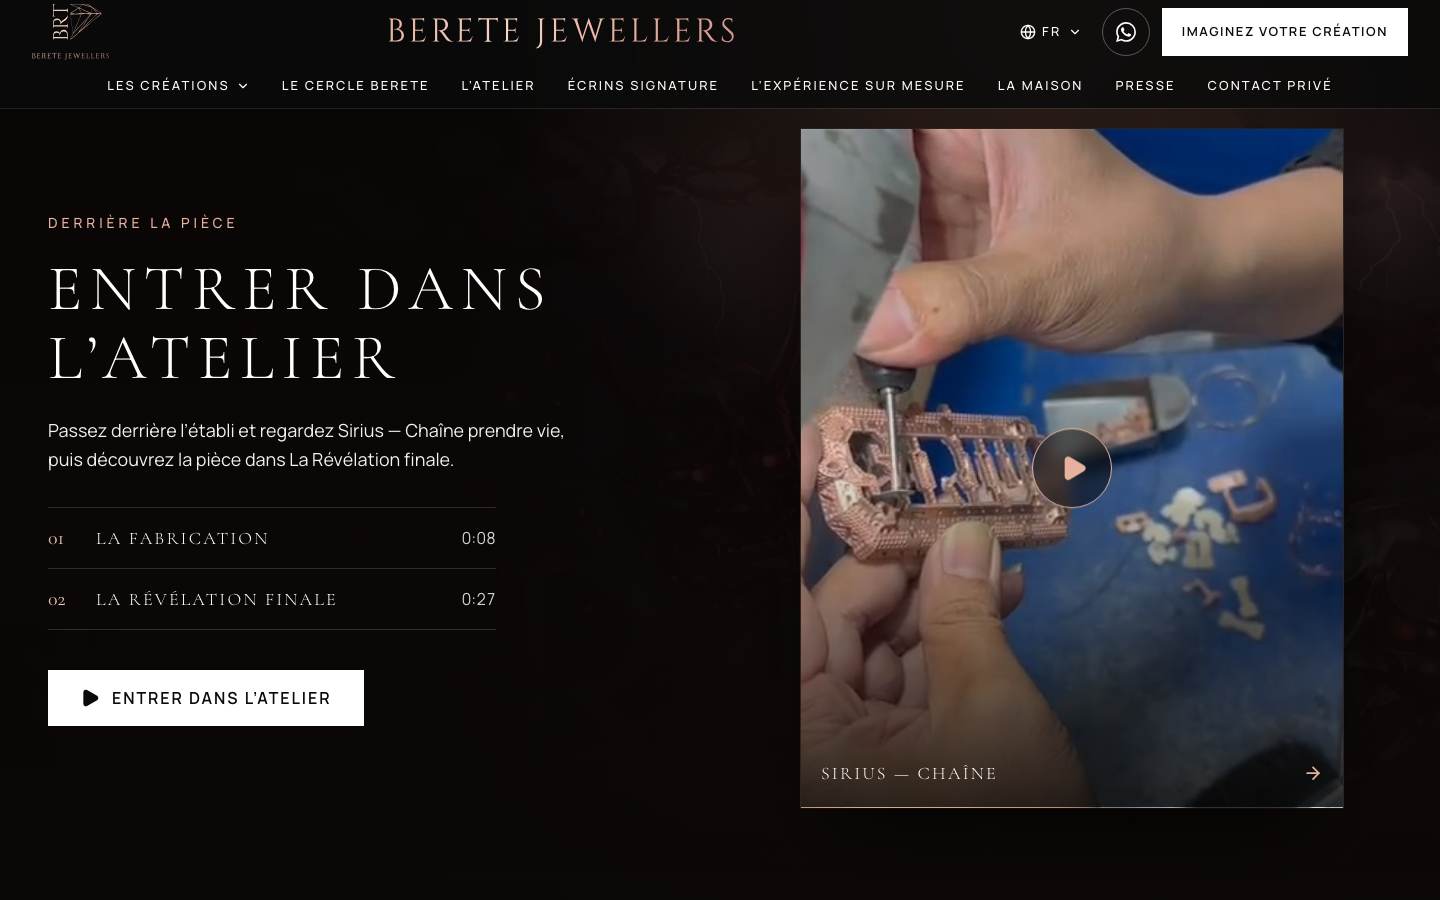 BRT
BERETE JEWELLERS
BERETE JEWELLERS
FR
IMAGINEZ VOTRE CRÉATION
LES CRÉATIONS
LE CERCLE BERETE
L'ATELIER
ÉCRINS SIGNATURE
L'EXPÉRIENCE SUR MESURE
LA MAISON
PRESSE
CONTACT PRIVÉ
DERRIÈRE LA PIÈCE
ENTRER DANS
L’ATELIER
Passez derrière l’établi et regardez Sirius — Chaîne prendre vie,
puis découvrez la pièce dans La Révélation finale.
01 LA FABRICATION 0:08
02 LA RÉVÉLATION FINALE 0:27
ENTRER DANS L’ATELIER
SIRIUS — CHAÎNE